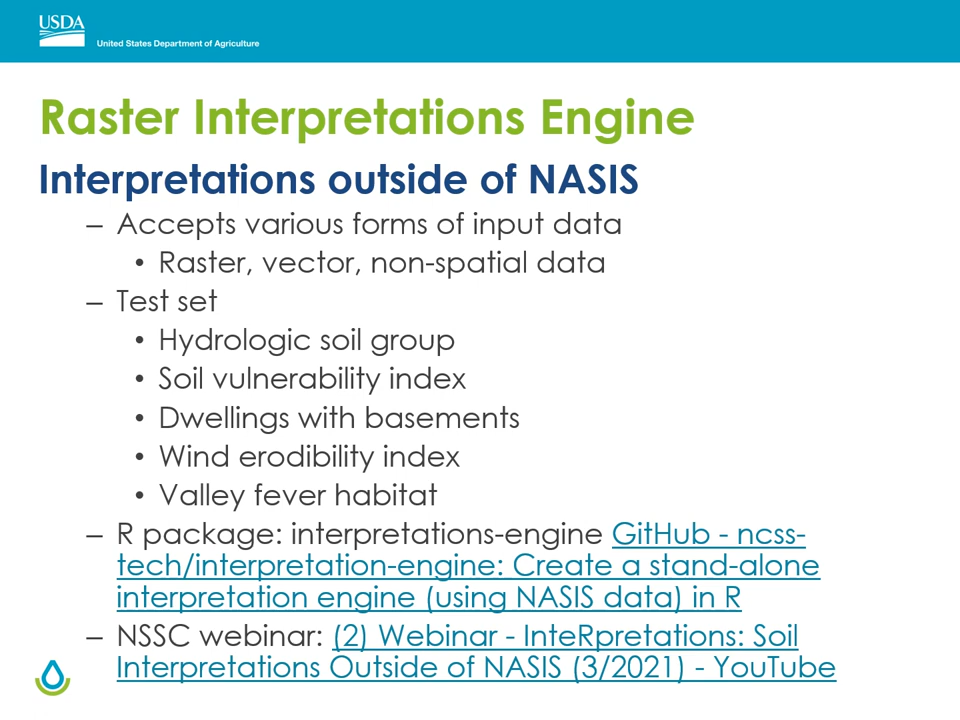 USDA
United States Department of Agriculture
Raster Interpretations Engine
Interpretations outside of NASIS
– Accepts various forms of input data
• Raster, vector, non-spatial data
– Test set
• Hydrologic soil group
• Soil vulnerability index
• Dwellings with basements
• Wind erodibility index
• Valley fever habitat
– R package: interpretations-engine GitHub - ncss-
tech/interpretation-engine: Create a stand-alone
interpretation engine (using NASIS data) in R
– NSSC webinar: (2) Webinar - InteRpretations: Soil
Interpretations Outside of NASIS (3/2021) - YouTube